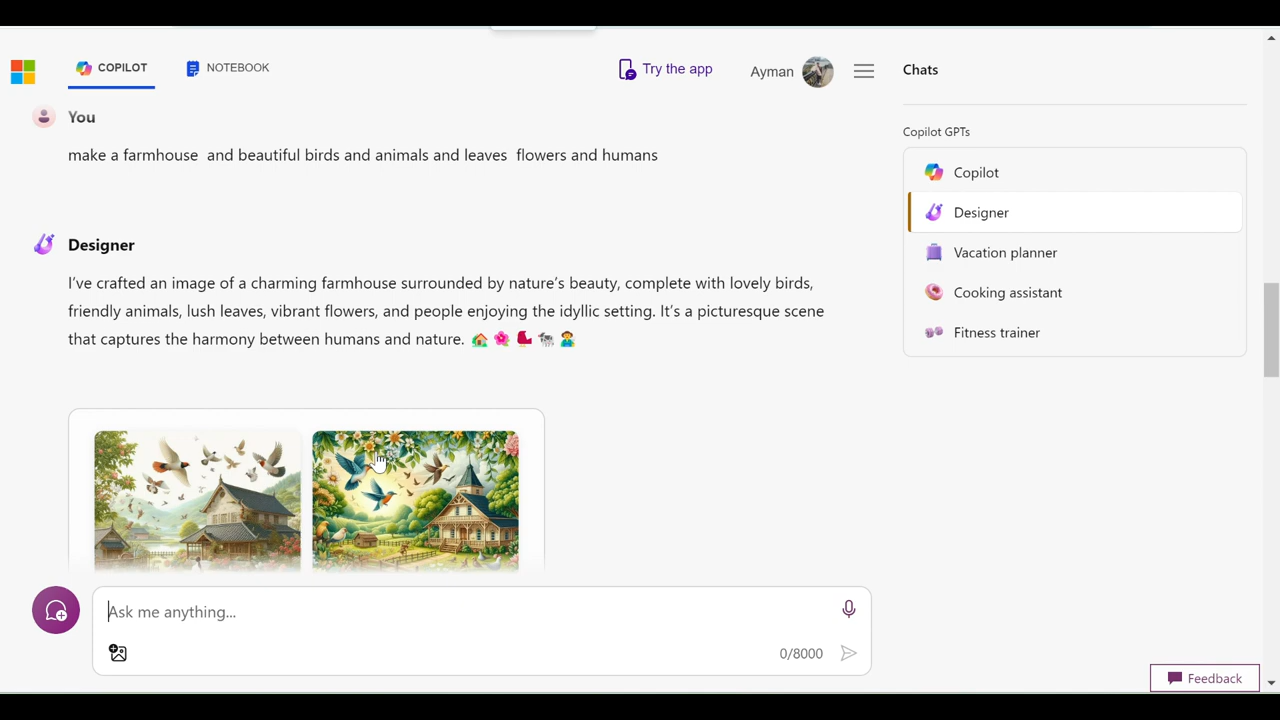 COPILOT
NOTEBOOK
Try the app
Ayman
Chats
You
make a farmhouse and beautiful birds and animals and leaves flowers and humans
Designer
I've crafted an image of a charming farmhouse surrounded by nature's beauty, complete with lovely birds,
friendly animals, lush leaves, vibrant flowers, and people enjoying the idyllic setting. It's a picturesque scene
that captures the harmony between humans and nature. 🏡 🌺 🐦 🐄 🧑‍🌾
Ask me anything...
0/8000
Copilot GPTs
Copilot
Designer
Vacation planner
Cooking assistant
Fitness trainer
Feedback